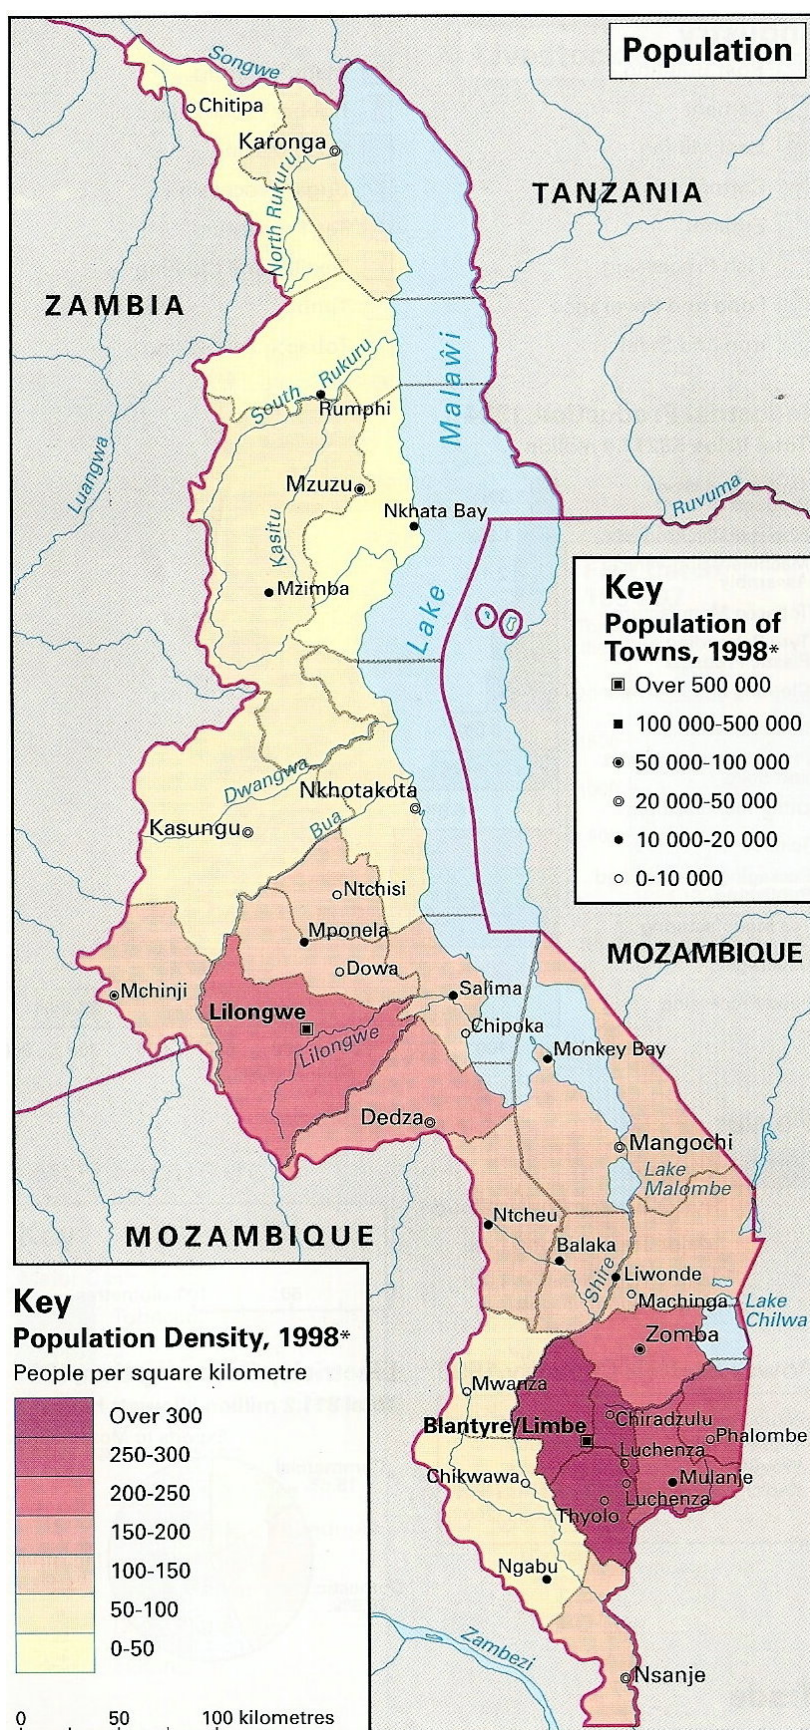 Population
Songwe
Chitipa
Karonga
North Rukuru
TANZANIA
ZAMBIA
Malaŵi
South Rukuru
Rumphi
Luangwa
Mzuzu
Ruvuma
Nkhata Bay
Kasitu
Mzimba
Lake
Key
Population of
Towns, 1998*
Over 500 000
100 000-500 000
50 000-100 000
20 000-50 000
10 000-20 000
0-10 000
Dwangwa
Nkhotakota
Kasungu
Bua
Ntchisi
Mponela
MOZAMBIQUE
Dowa
Mchinji
Salima
Lilongwe
Chipoka
Lilongwe
Monkey Bay
Dedza
Mangochi
Lake
Malombe
Ntcheu
MOZAMBIQUE
Balaka
Shire
Liwonde
Machinga
Lake
Chilwa
Zomba
Mwanza
Chiradzulu
Blantyre/Limbe
Phalombe
Luchenza
Chikwawa
Mulanje
Luchenza
Thyolo
Ngabu
Zambezi
Nsanje
Key
Population Density, 1998*
People per square kilometre
Over 300
250-300
200-250
150-200
100-150
50-100
0-50
0 50 100 kilometres